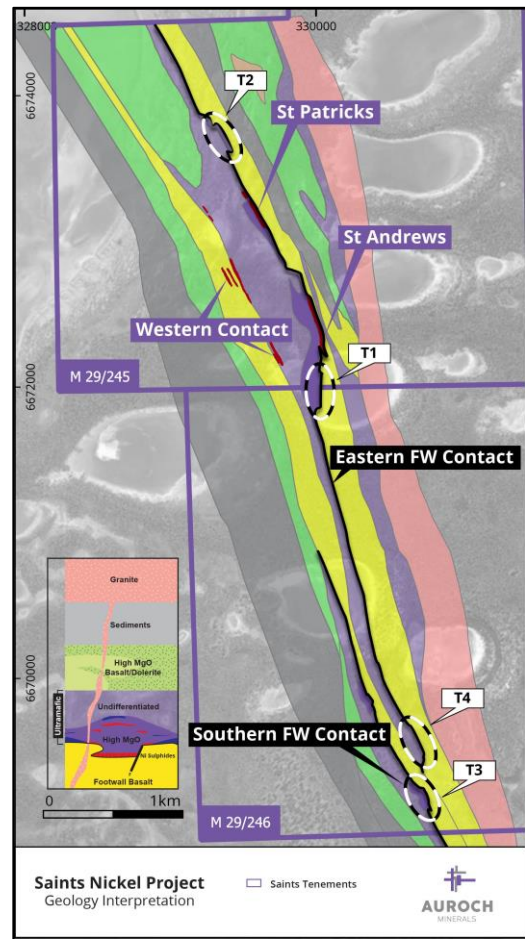 328000
330000
6674000
T2
St Patricks
St Andrews
Western Contact
T1
M 29/245
6672000
Eastern FW Contact
Granite
Sediments
High MgO
Basalt/Dolerite
Undifferentiated
Ultramafic
High MgO
Ni Sulphides
Footwall Basalt
6670000
T4
Southern FW Contact
T3
0 1km
M 29/246
Saints Nickel Project
Geology Interpretation
Saints Tenements
AUROCH
MINERALS